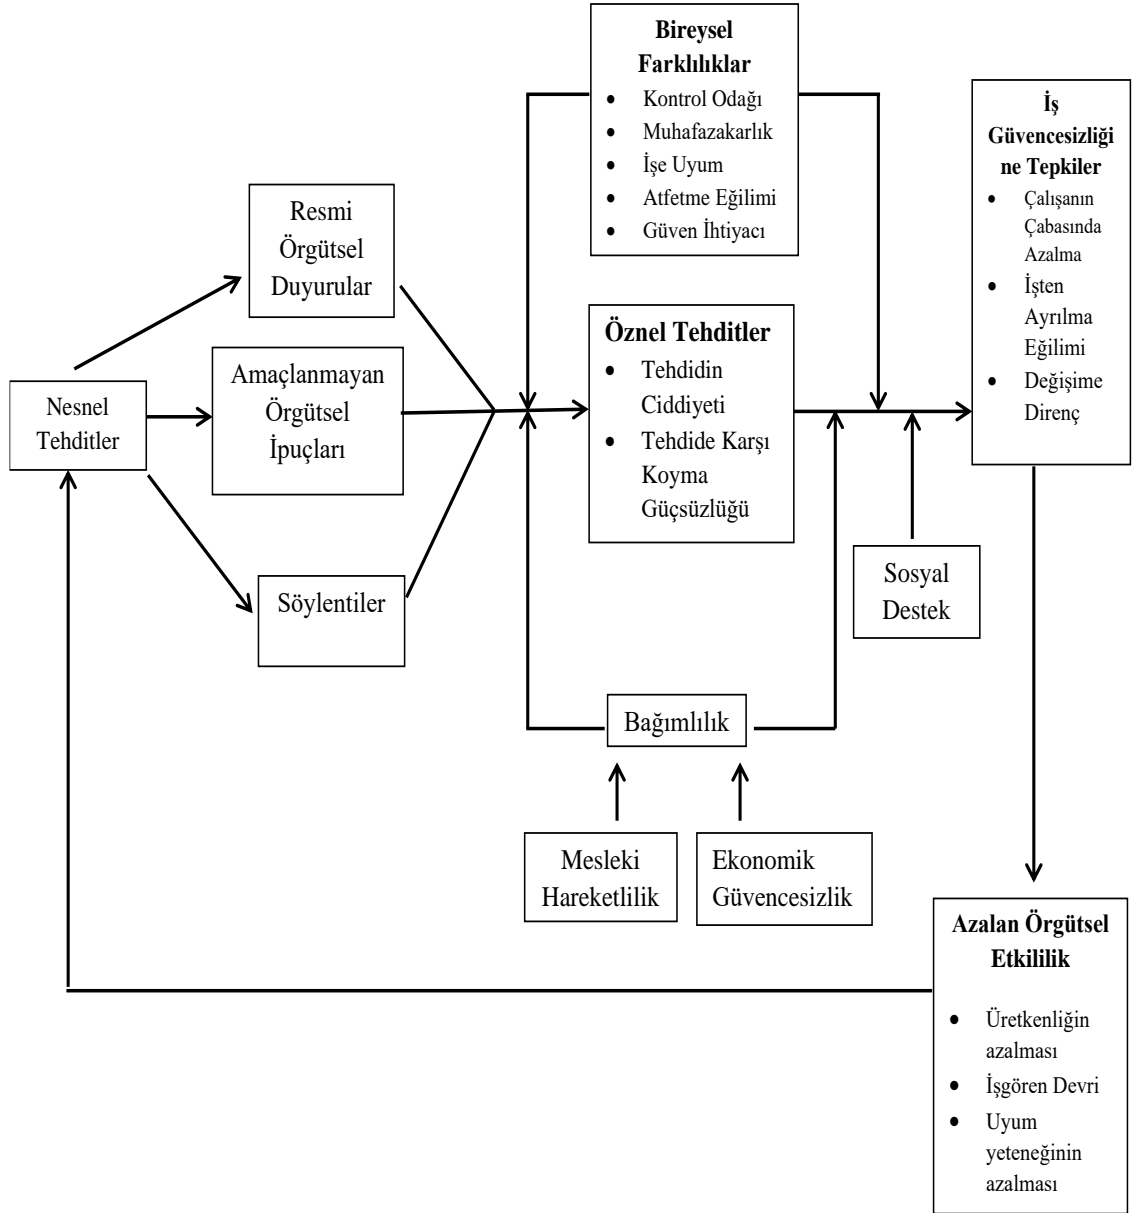 Bireysel
Farklılıklar
• Kontrol Odağı
• Muhafazakarlık
• İşe Uyum
• Atfetme Eğilimi
• Güven İhtiyacı
İş
Güvencesizliği
ne Tepkiler
• Çalışanın
Çabasında
Azalma
• İşten
Ayrılma
Eğilimi
• Değişime
Direnç
Resmi
Örgütsel
Duyurular
Nesnel
Tehditler
Amaçlanmayan
Örgütsel
İpuçları
Söylentiler
Öznel Tehditler
• Tehdidin
Ciddiyeti
• Tehdide Karşı
Koyma
Güçsüzlüğü
Sosyal
Destek
Bağımlılık
Mesleki
Hareketlilik
Ekonomik
Güvencesizlik
Azalan Örgütsel
Etkililik
• Üretkenliğin
azalması
• İşgören Devri
• Uyum
yeteneğinin
azalması